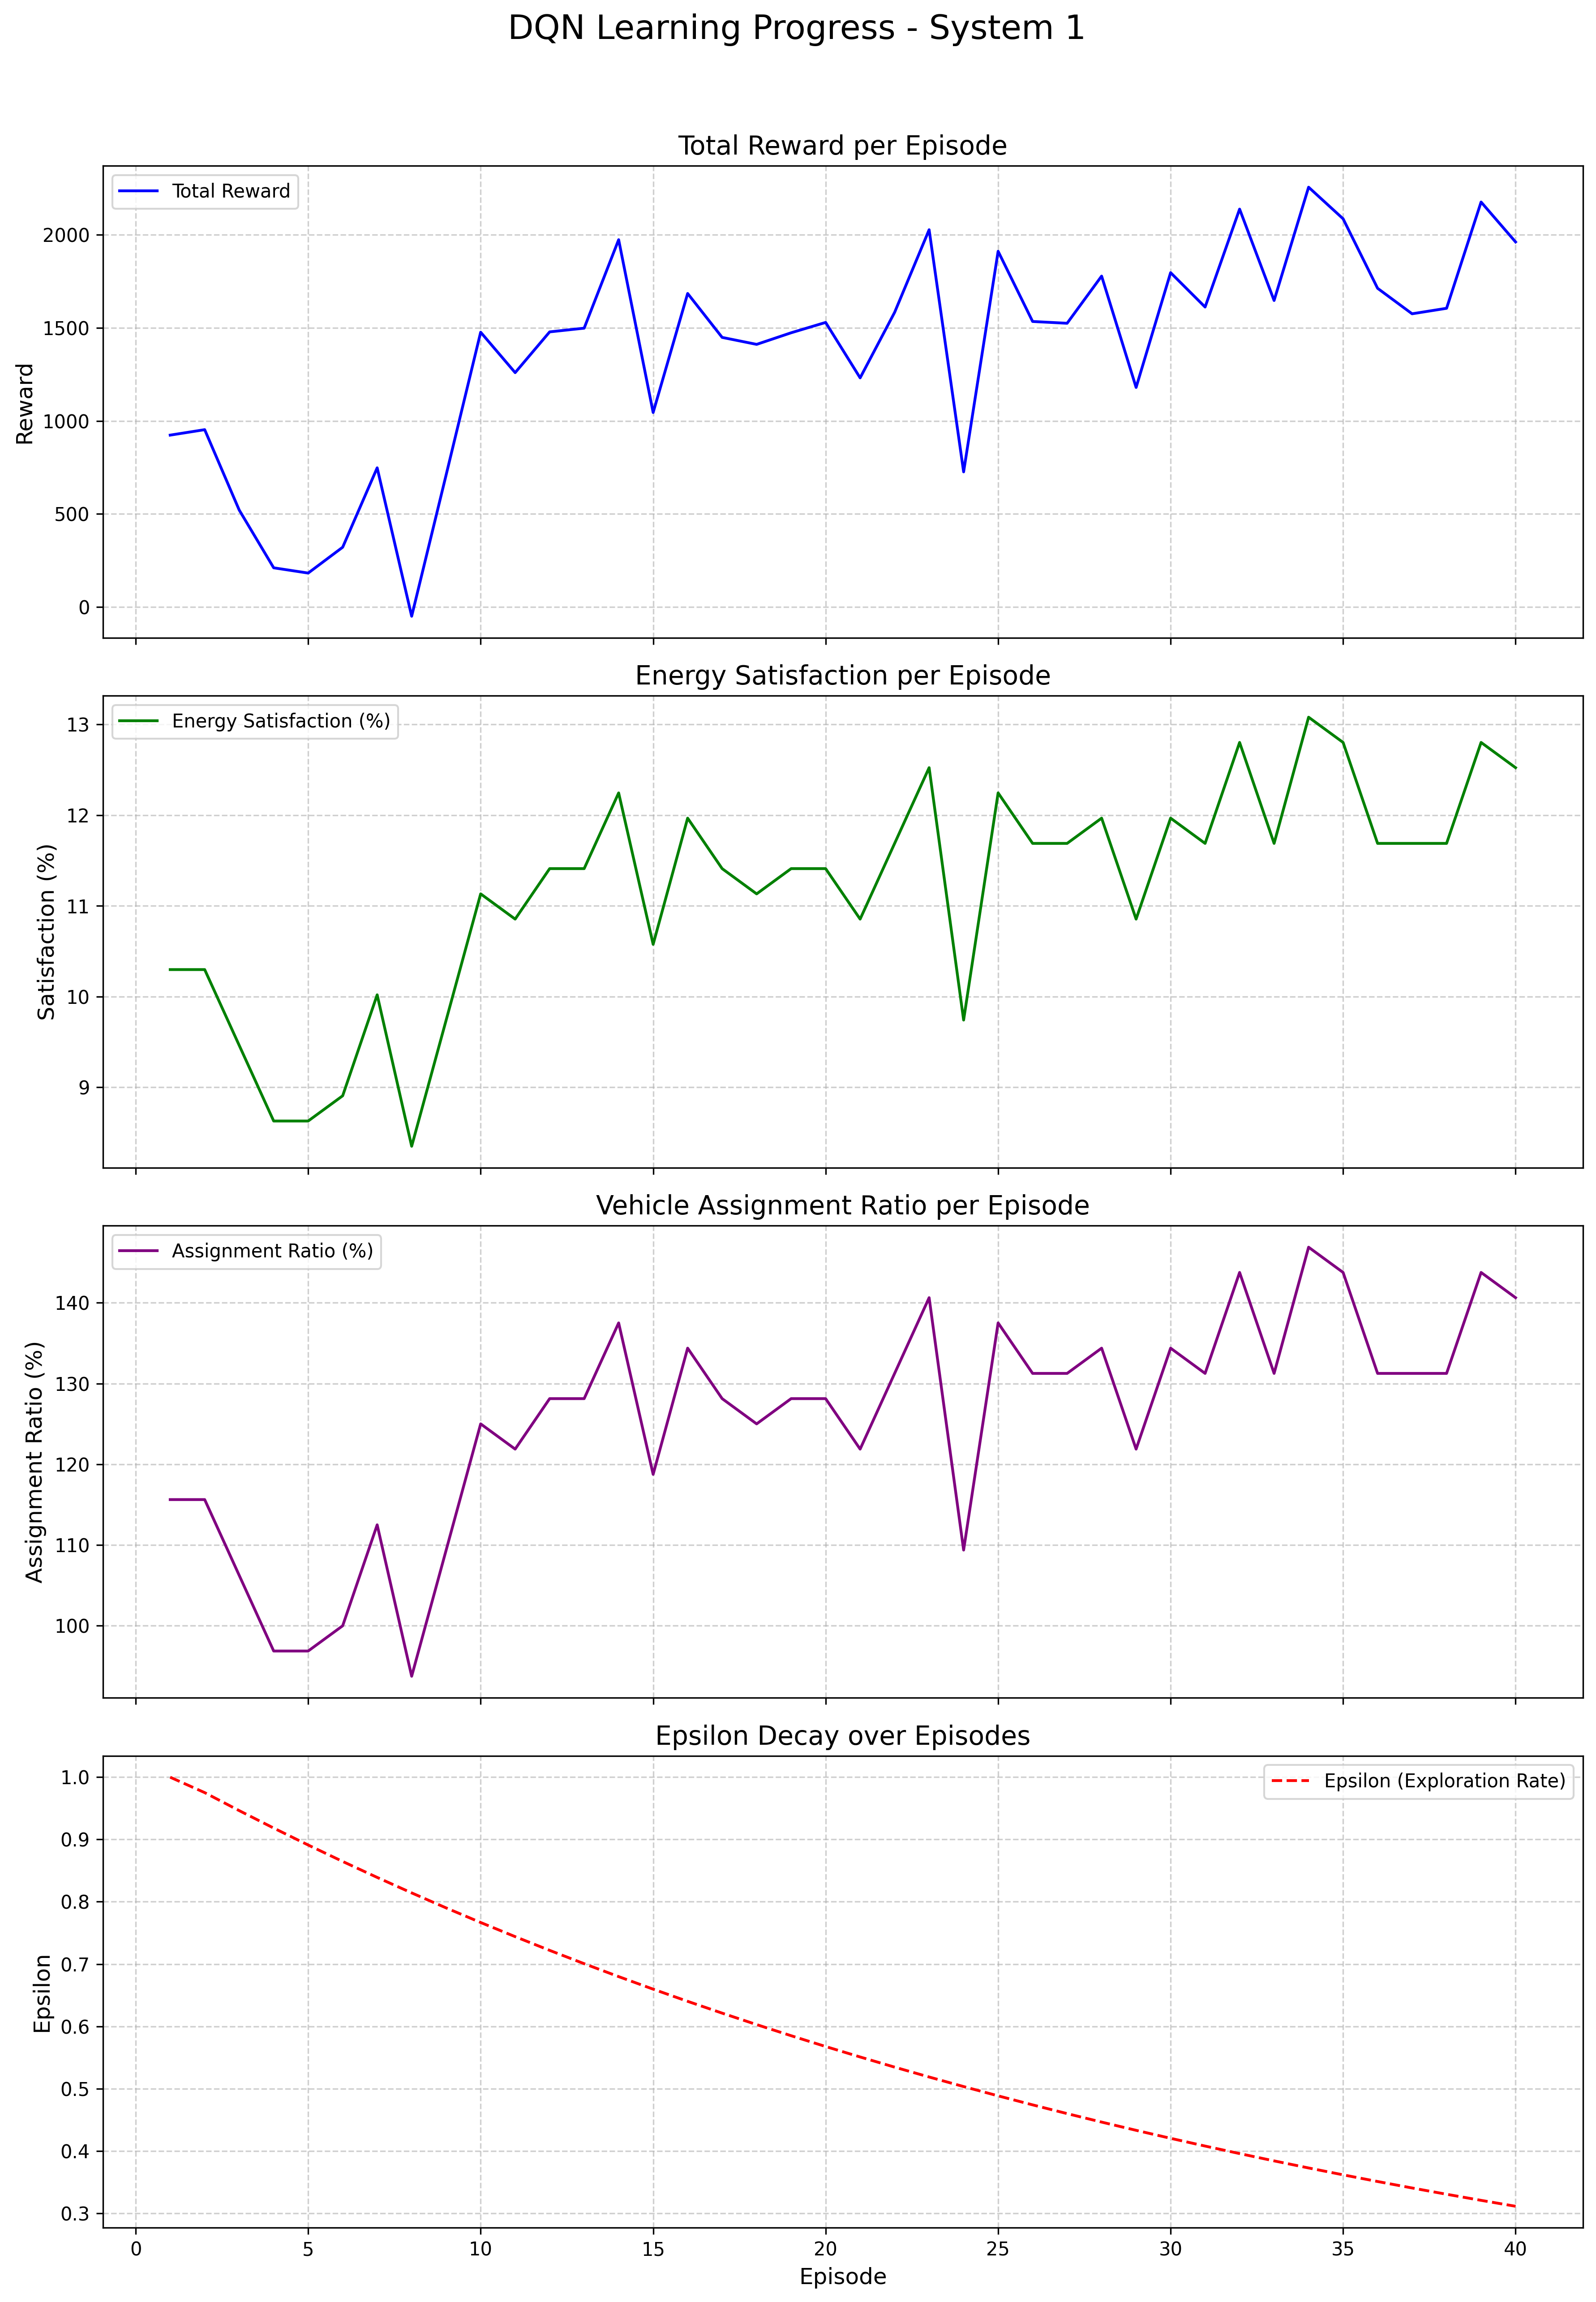 DQN Learning Progress - System 1
Total Reward per Episode
Total Reward
2000
1500
1000
500
0
Reward
Energy Satisfaction per Episode
Energy Satisfaction (%)
13
12
11
10
9
Satisfaction (%)
Vehicle Assignment Ratio per Episode
Assignment Ratio (%)
140
130
120
110
100
Assignment Ratio (%)
Epsilon Decay over Episodes
Epsilon (Exploration Rate)
1.0
0.9
0.8
0.7
0.6
0.5
0.4
0.3
Epsilon
0 5 10 15 20 25 30 35 40
Episode